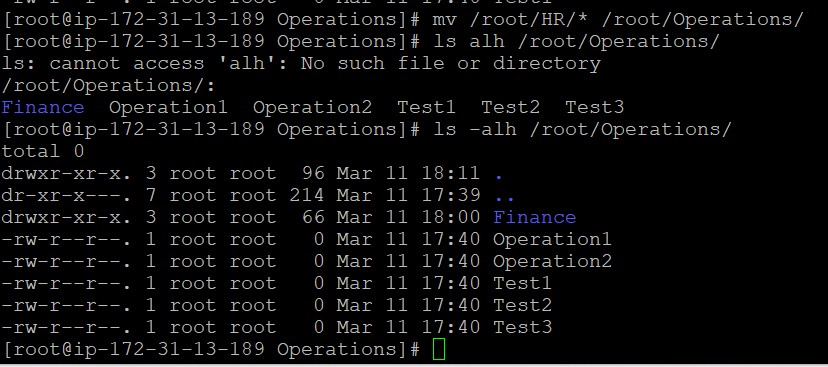 [root@ip-172-31-13-189 Operations]# mv /root/HR/* /root/Operations/
[root@ip-172-31-13-189 Operations]# ls alh /root/Operations/
ls: cannot access 'alh': No such file or directory
/root/Operations/:
Finance  Operation1  Operation2  Test1  Test2  Test3
[root@ip-172-31-13-189 Operations]# ls -alh /root/Operations/
total 0
drwxr-xr-x. 3 root root  96 Mar 11 18:11 .
dr-xr-x---. 7 root root 214 Mar 11 17:39 ..
drwxr-xr-x. 3 root root  66 Mar 11 18:00 Finance
-rw-r--r--. 1 root root   0 Mar 11 17:40 Operation1
-rw-r--r--. 1 root root   0 Mar 11 17:40 Operation2
-rw-r--r--. 1 root root   0 Mar 11 17:40 Test1
-rw-r--r--. 1 root root   0 Mar 11 17:40 Test2
-rw-r--r--. 1 root root   0 Mar 11 17:40 Test3
[root@ip-172-31-13-189 Operations]#